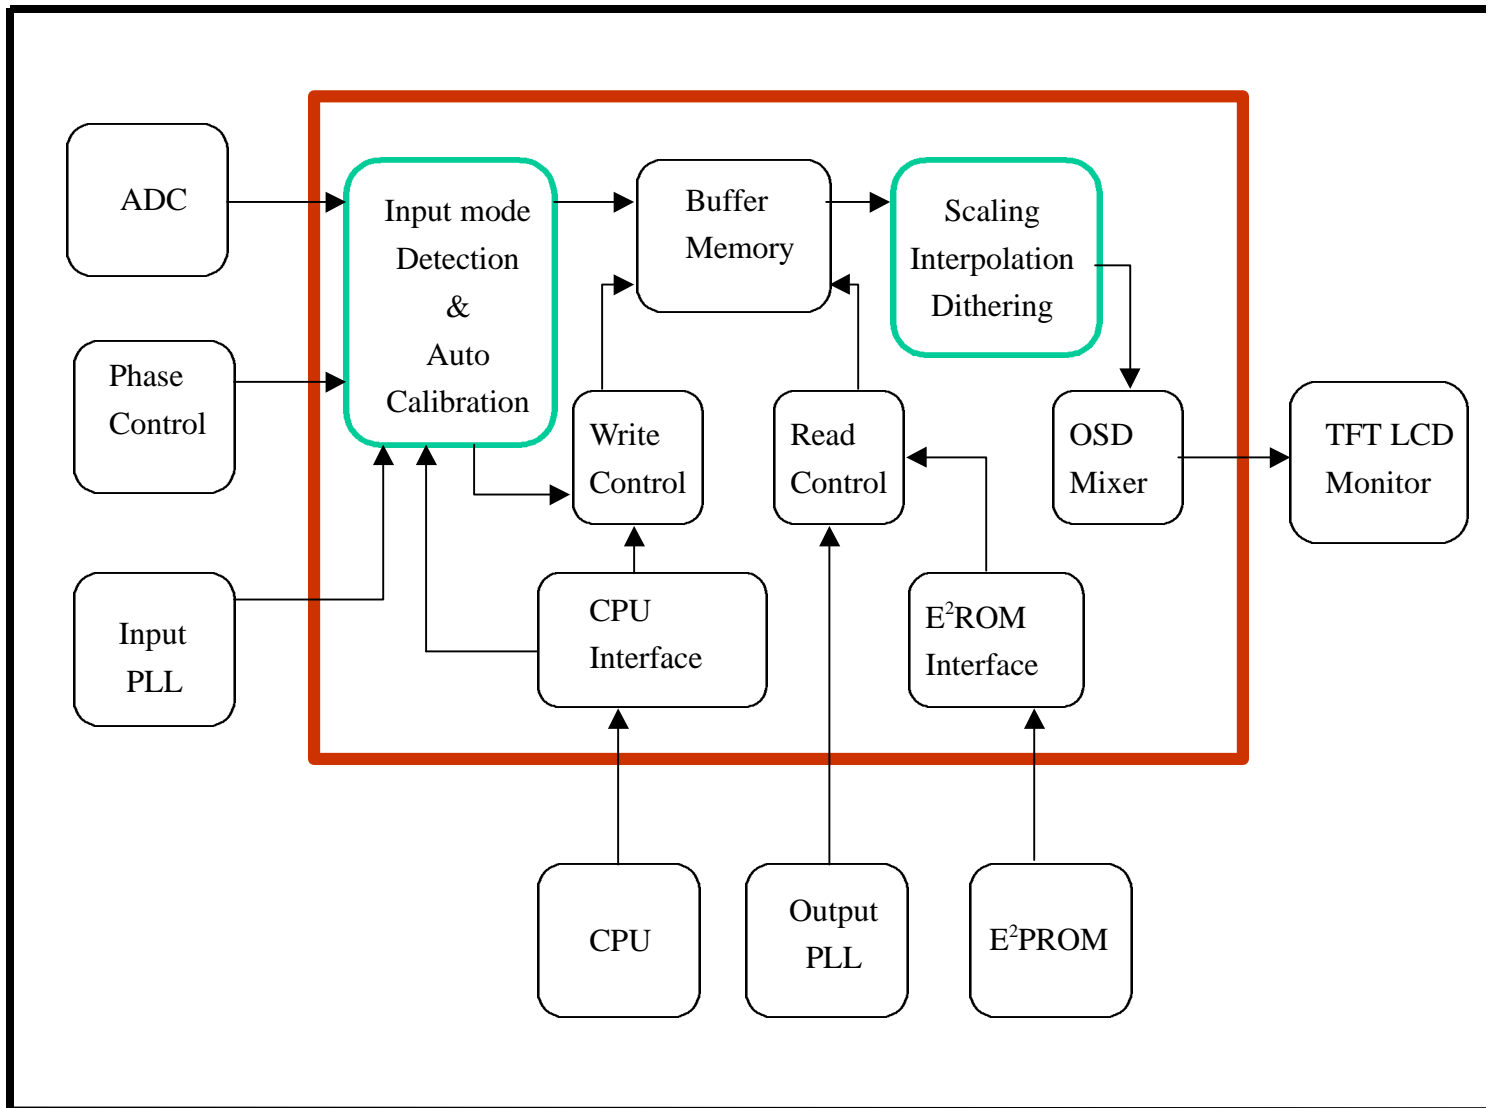 ADC
Input mode
Detection
&
Auto
Calibration
Buffer
Memory
Scaling
Interpolation
Dithering
Phase
Control
Write
Control
Read
Control
OSD
Mixer
TFT LCD
Monitor
Input
PLL
CPU
Interface
E²ROM
Interface
CPU
Output
PLL
E²PROM